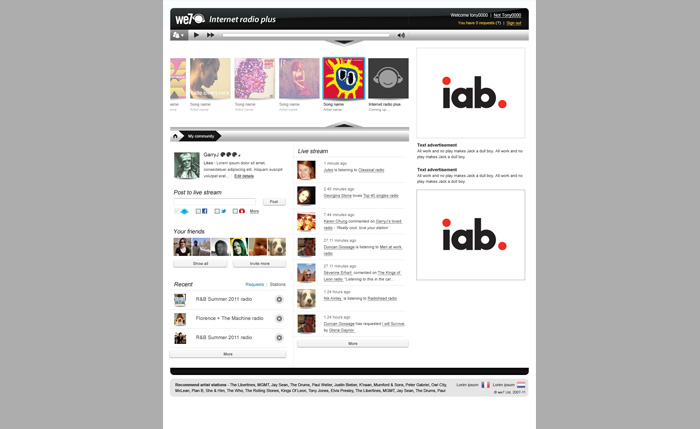 we7 Internet radio plus
Welcome tony0000 | Not Tony0000
You have 0 requests (?) | Sign out
Song name
Artist name
Song name
Artist name
Song name
Artist name
Song name
Artist name
Internet radio plus
Coming up...
iab.
Text advertisement
All work and no play makes Jack a dull boy. All work and no
play makes Jack a dull boy.
Text advertisement
All work and no play makes Jack a dull boy. All work and no
play makes Jack a dull boy.
iab.
My community
GarryJ
Likes - Lorem ipsum dolor sit amet,
consectetuer adipiscing elit. Aliquam
volutpat erat... Edit details
Post to live stream
Post
More
Your friends
Show all
Invite more
Recent
Requests | Stations
R&B Summer 2011 radio
Florence + The Machine radio
R&B Summer 2011 radio
More
Live stream
1 minute ago
Jules is listening to Classical radio
2.45 minutes ago
Georgina Stone loves Top 40 singles radio
7.44 minutes ago
Karen Chung commented on GarryJ's loved
radio - 'Really cool, love your station'
27.11 minutes ago
Duncan Gossage is listening to Men at work
radio
27.11 minutes ago
Séverine Erhart commented on The Kings of
Leon radio "Listening to this in the car...
1.24 hours ago
Nik Ainley is listening to Radiohead radio
1.24 hours ago
Duncan Gossage has requested I will Survive
by Gloria Gaynor
More
Recommend artist stations - The Libertines, MGMT, Jay Sean, The Drums, Paul Weller, Justin Bieber, K'naan, Mumford & Sons, Peter Gabriel, Owl City,
McLean, Plan B, She & Him, The Who, The Rolling Stones, Kings Of Leon, Tony Jones, Elvis Presley, The Libertines, MGMT, Jay Sean, The Drums, Paul
Lorem ipsum
Lorem ipsum
© we7 Ltd. 2007-11